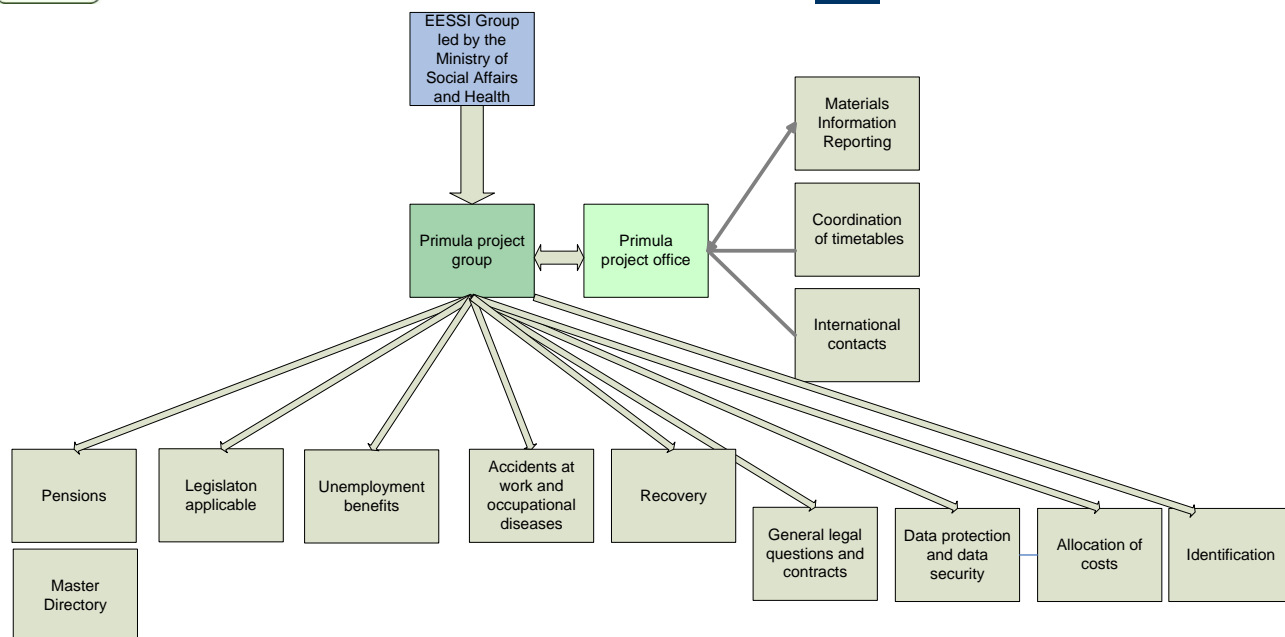 EESSI Group
led by the
Ministry of
Social Affairs
and Health
Materials
Information
Reporting
Coordination
of timetables
International
contacts
Primula project
group
Primula
project office
Pensions
Legislaton
applicable
Unemployment
benefits
Accidents at
work and
occupational
diseases
Recovery
General legal
questions and
contracts
Data protection
and data
security
Allocation of
costs
Identification
Master
Directory